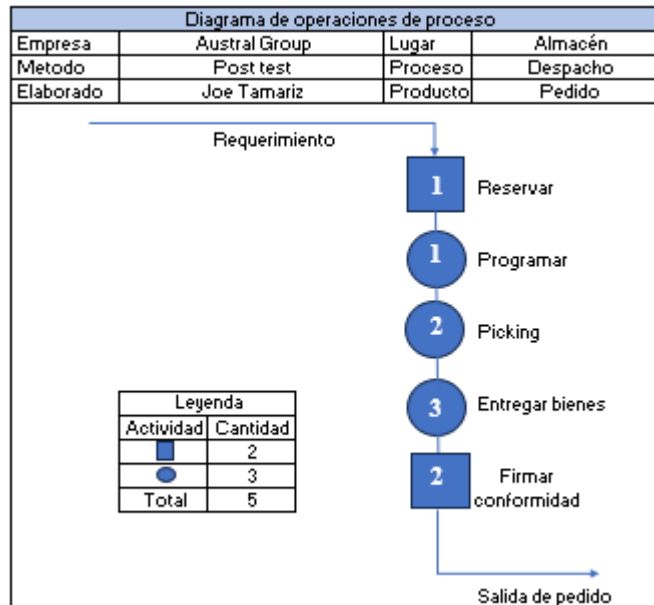 Diagrama de operaciones de proceso
Empresa Austral Group Lugar Almacén
Metodo Post test Proceso Despacho
Elaborado Joe Tamariz Producto Pedido
Requerimiento
1 Reservar
1 Programar
2 Picking
3 Entregar bienes
2 Firmar
conformidad
Leyenda
Actividad Cantidad
2
3
Total 5
Salida de pedido